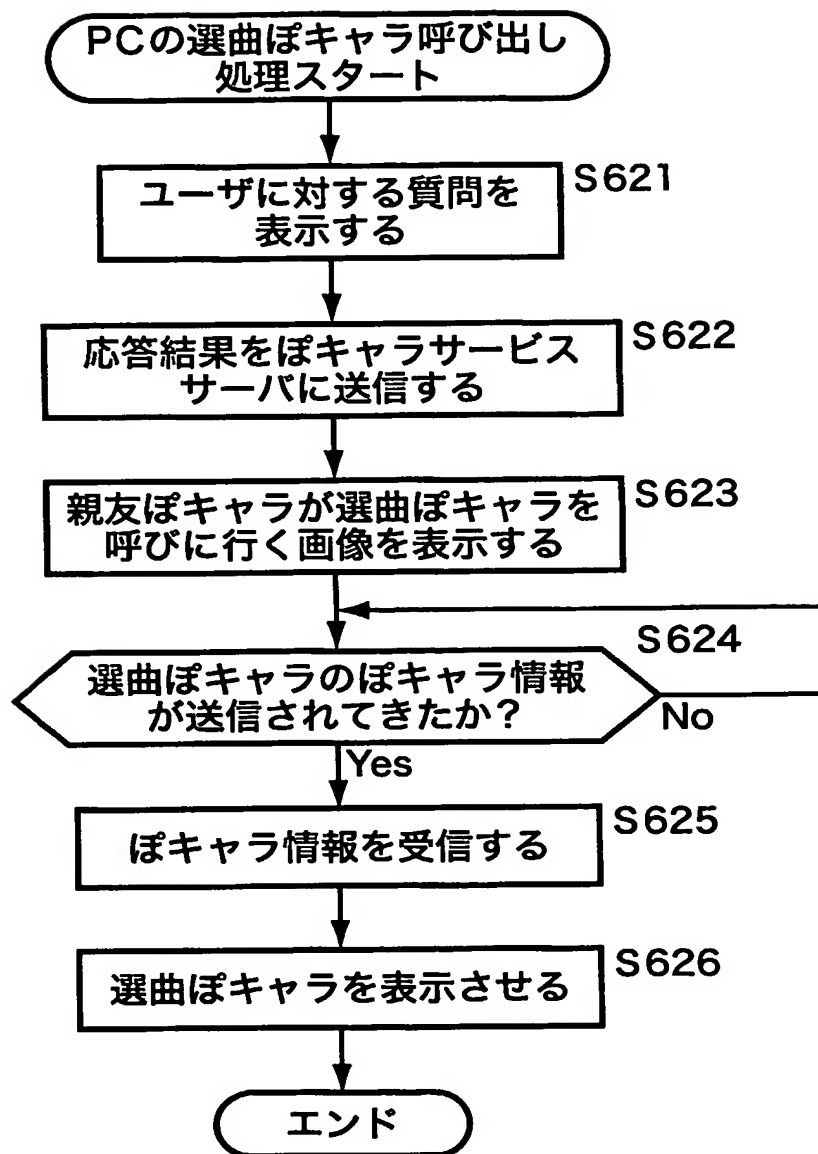 PCの選曲ぽキャラ呼び出し
処理スタート
S621
ユーザに対する質問を
表示する
S622
応答結果をぽキャラサービス
サーバに送信する
S623
親友ぽキャラが選曲ぽキャラを
呼びに行く画像を表示する
S624
選曲ぽキャラのぽキャラ情報
が送信されてきたか?
No
Yes
S625
ぽキャラ情報を受信する
S626
選曲ぽキャラを表示させる
エンド